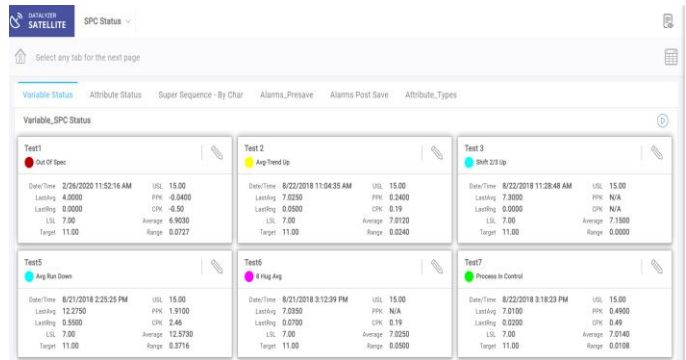 DATALYZER
SATELLITE
SPC Status
Select any tab for the next page
Variable Status Attribute Status Super Sequence - By Char Alarms_Presave Alarms Post Save Attribute_Types
Variable_SPC Status
Test1
Out Of Spec
Date/Time 2/26/2020 11:52:16 AM USL 15.00
LastAvg 4.0000 PPK -0.0400
LastRng 0.0000 CPK -0.50
LSL 7.00 Average 6.9030
Target 11.00 Range 0.0727
Test 2
Avg-Trend Up
Date/Time 8/22/2018 11:04:35 AM USL 15.00
LastAvg 7.0250 PPK 0.2400
LastRng 0.0500 CPK 0.19
LSL 7.00 Average 7.0120
Target 11.00 Range 0.0240
Test 3
Shift 2/3 Up
Date/Time 8/22/2018 11:28:48 AM USL 15.00
LastAvg 7.3000 PPK N/A
LastRng 0.0000 CPK N/A
LSL 7.00 Average 7.1500
Target 11.00 Range 0.0000
Test5
Avg Run Down
Date/Time 8/21/2018 2:25:25 PM USL 15.00
LastAvg 12.2750 PPK 1.9100
LastRng 0.5500 CPK 2.46
LSL 7.00 Average 12.5730
Target 11.00 Range 0.3716
Test6
8 Hug Avg
Date/Time 8/21/2018 3:12:39 PM USL 15.00
LastAvg 7.0350 PPK N/A
LastRng 0.0700 CPK 0.19
LSL 7.00 Average 7.0250
Target 11.00 Range 0.0500
Test7
Process In Control
Date/Time 8/22/2018 3:18:23 PM USL 15.00
LastAvg 7.0100 PPK 0.4900
LastRng 0.0200 CPK 0.49
LSL 7.00 Average 7.0140
Target 11.00 Range 0.0108